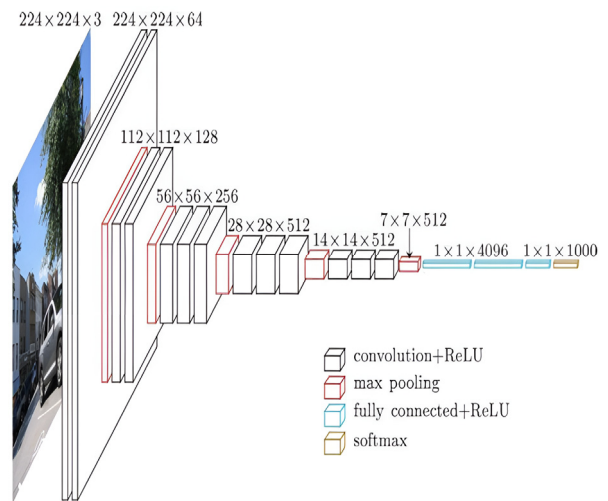 224×224×3
224×224×64
112×112×128
56×56×256
28×28×512
14×14×512
7×7×512
1×1×4096
1×1×1000
convolution+ReLU
max pooling
fully connected+ReLU
softmax